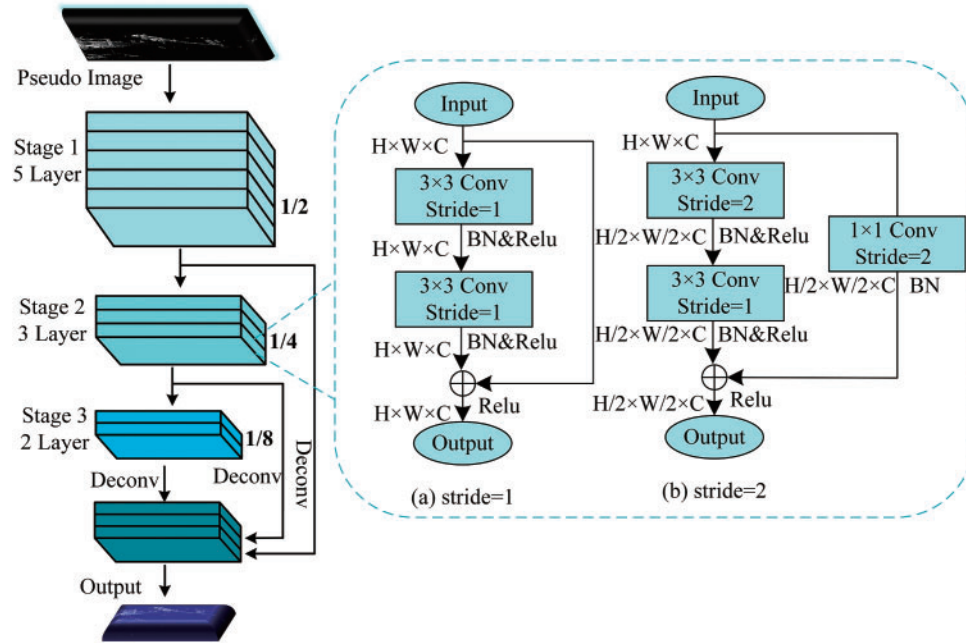 Pseudo Image
Stage 1
5 Layer
1/2
Stage 2
3 Layer
1/4
Stage 3
2 Layer
1/8
Deconv
Deconv
Deconv
Output
Input
H×W×C
3×3 Conv
Stride=1
H×W×C
BN&Relu
3×3 Conv
Stride=1
H×W×C
BN&Relu
Relu
H×W×C
Output
(a) stride=1
Input
H×W×C
3×3 Conv
Stride=2
H/2×W/2×C
BN&Relu
1×1 Conv
Stride=2
H/2×W/2×C
BN
3×3 Conv
Stride=1
H/2×W/2×C
BN&Relu
Relu
H/2×W/2×C
Output
(b) stride=2